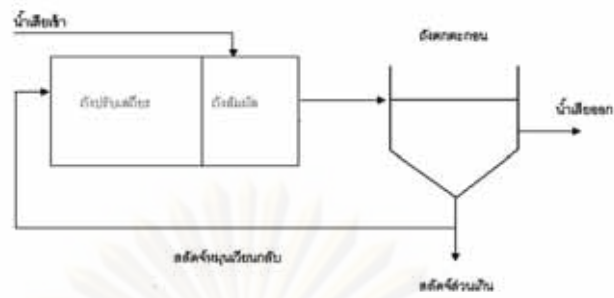 น้ำเสียเข้า
ถังตกตะกอน
ถังปรับเสถียร
ถังสัมผัส
น้ำเสียออก
สลัดจ์หมุนเวียนกลับ
สลัดจ์ส่วนเกิน